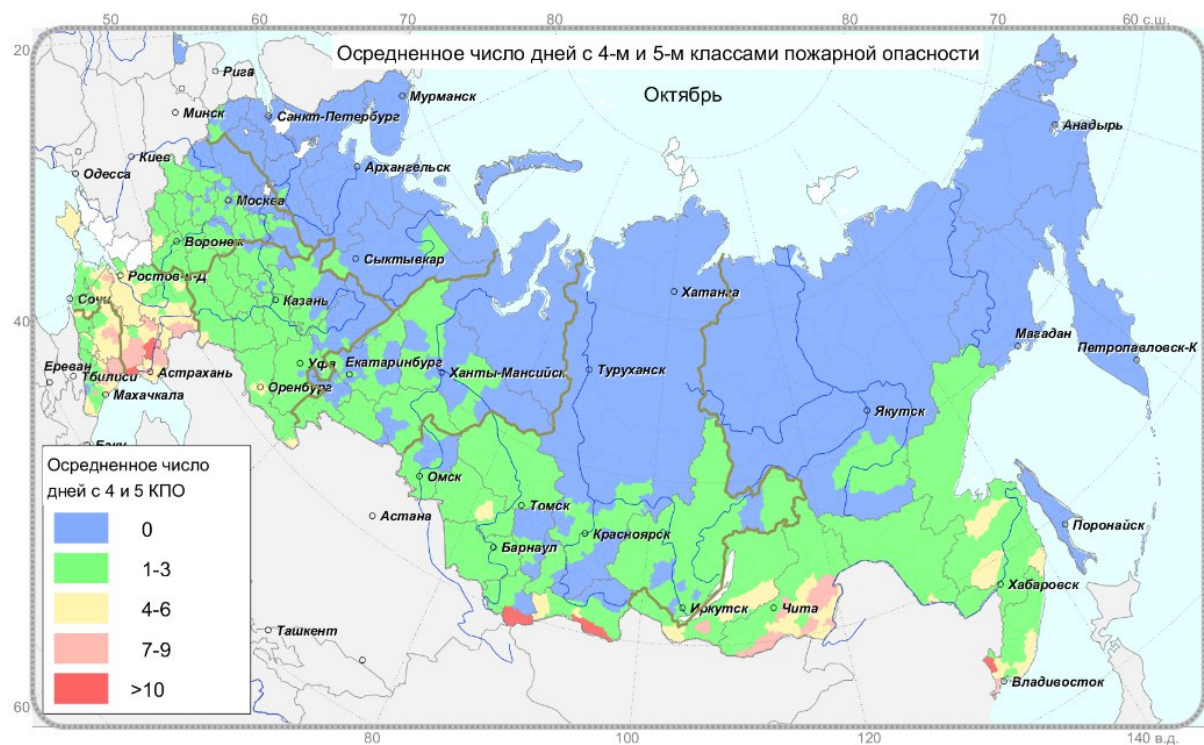 50
60
70
80
80
70
60 с.ш.
20
Осредненное число дней с 4-м и 5-м классами пожарной опасности
Октябрь
Рига
Мурманск
Минск
Санкт-Петербург
Анадырь
Киев
Архангельск
Одесса
Москва
Воронеж
Сыктывкар
Ростов-н-Д
Хатанга
Сочи
Казань
40
Магадан
Петропавловск-К
Ереван
Уфа
Екатеринбург
Тбилиси
Астрахань
Ханты-Мансийск
Туруханск
Оренбург
Махачкала
Якутск
Баку
Осредненное число
дней с 4 и 5 КПО
0
1-3
4-6
7-9
>10
Омск
Томск
Астана
Красноярск
Поронайск
Барнаул
Хабаровск
Иркутск
Чита
Ташкент
Владивосток
60
80
100
120
140 в.д.